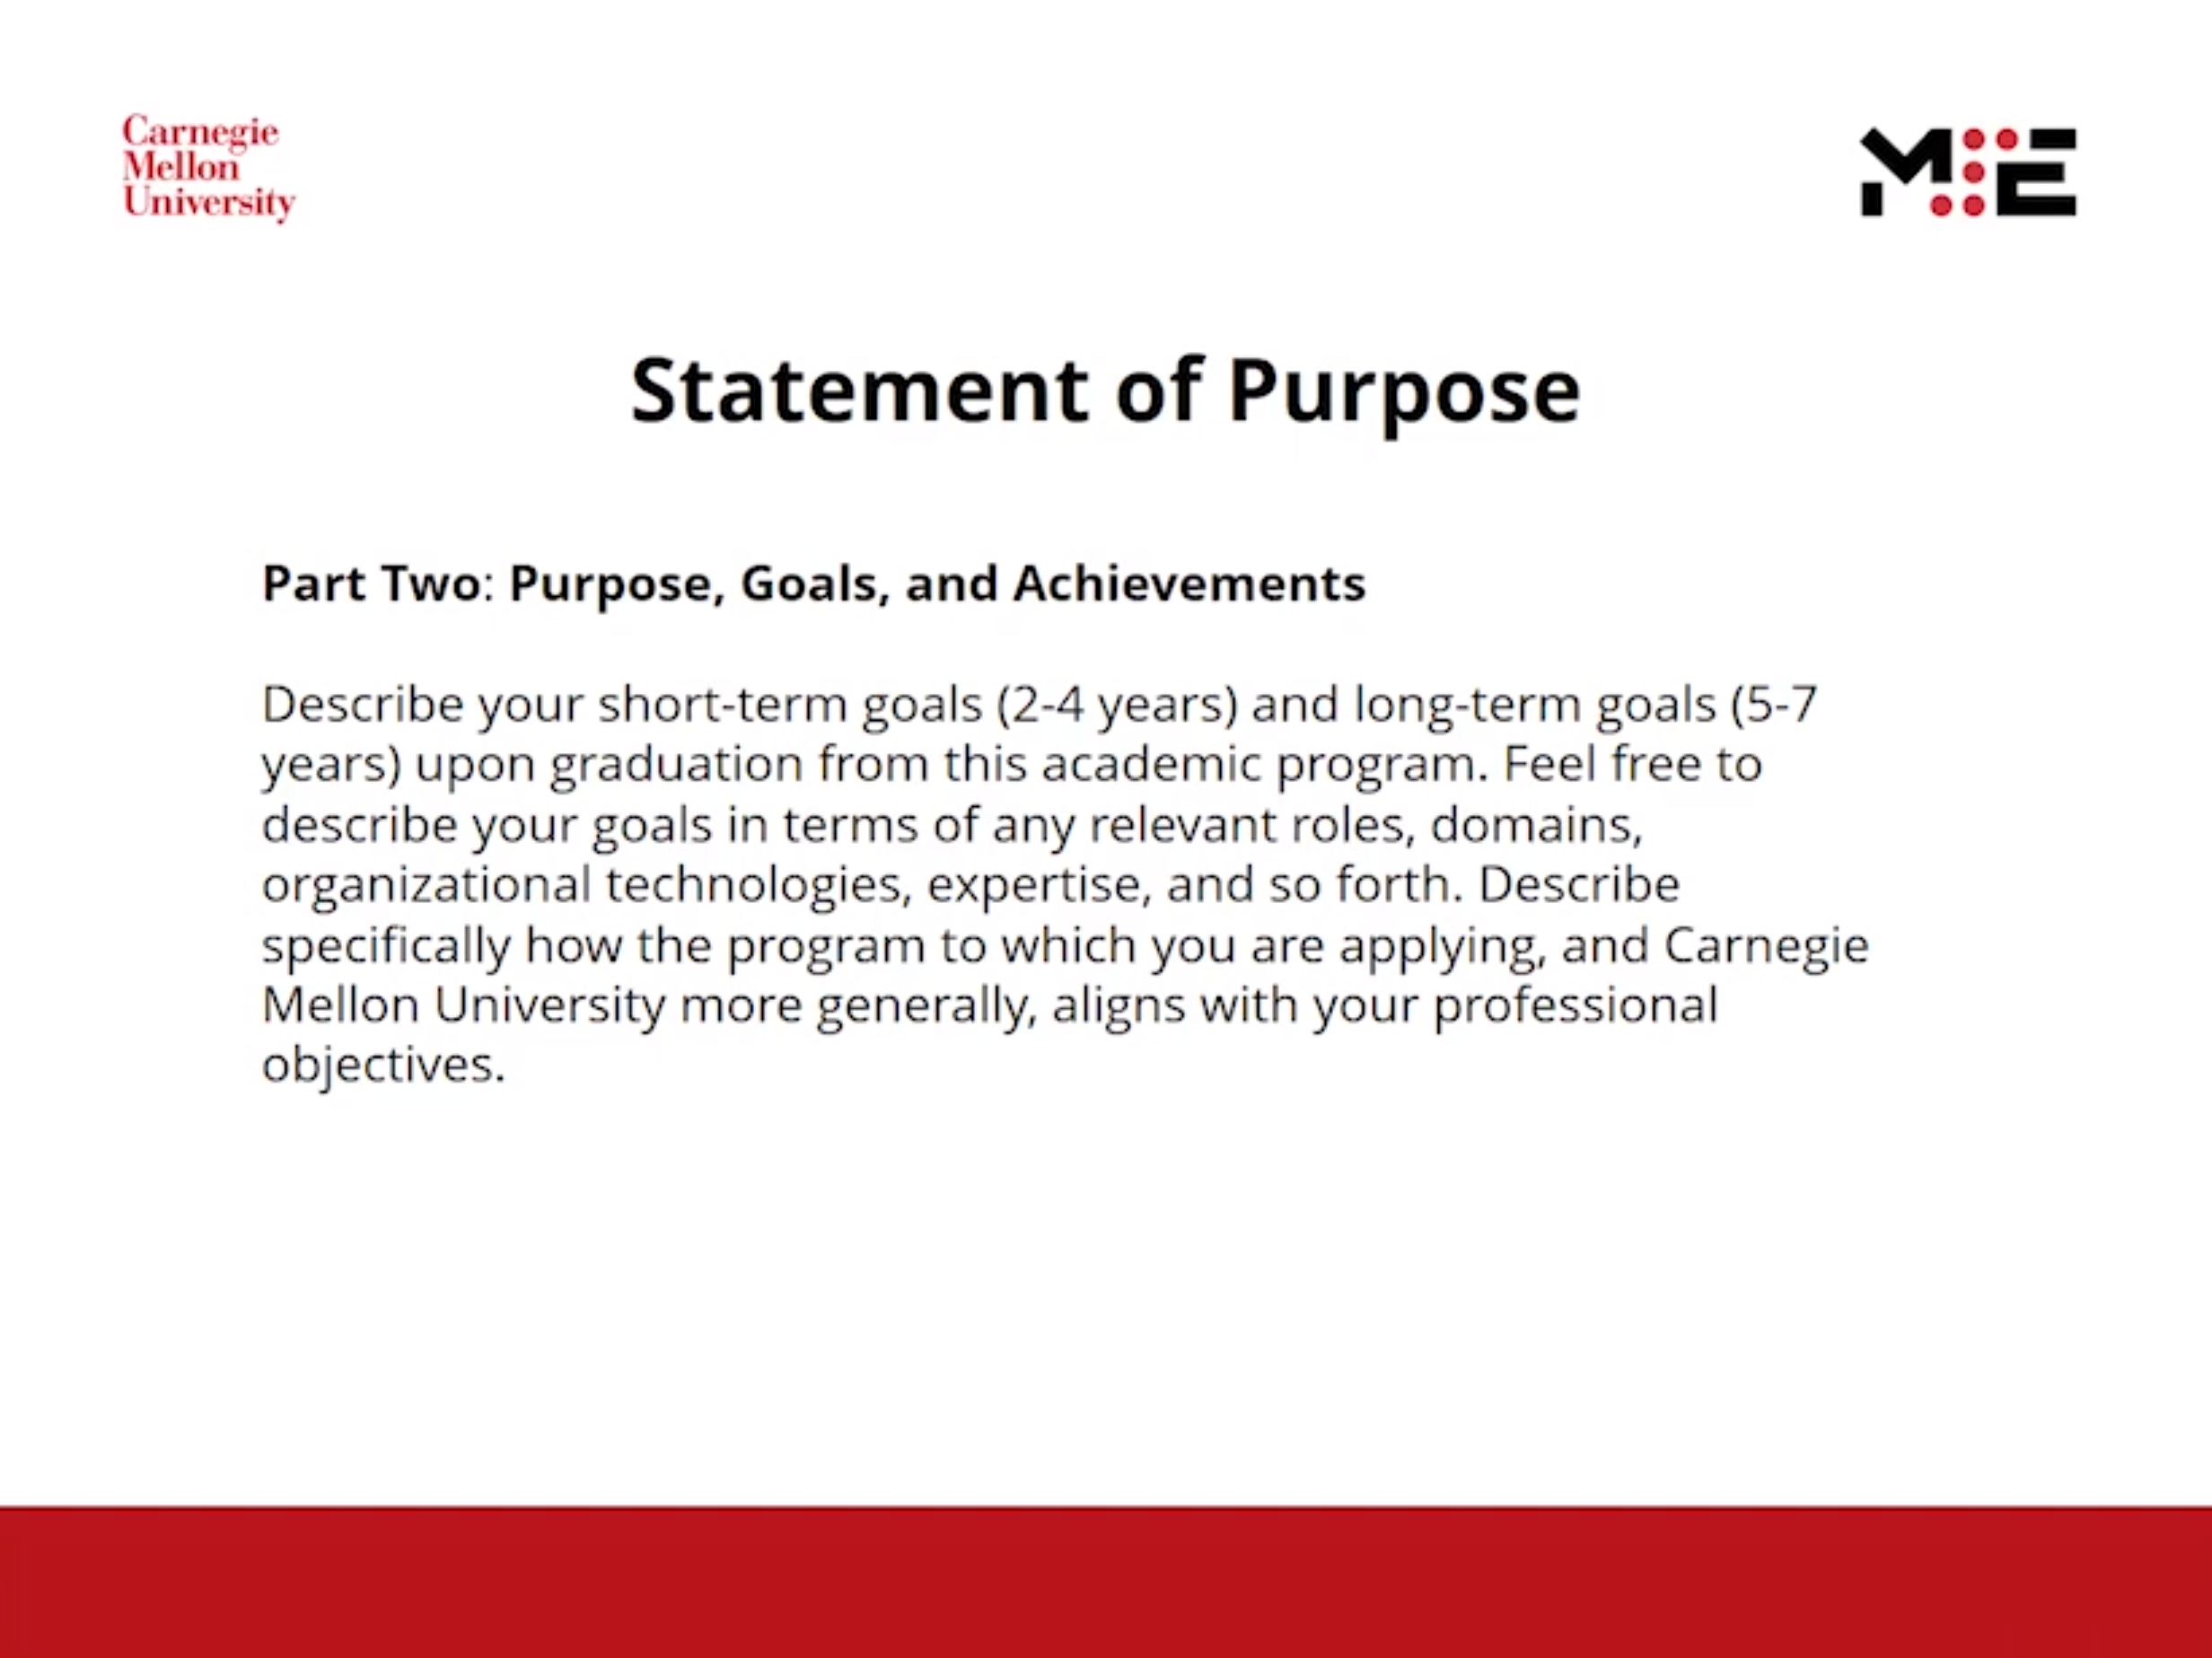 Carnegie
Mellon
University
ME
Statement of Purpose
Part Two: Purpose, Goals, and Achievements
Describe your short-term goals (2-4 years) and long-term goals (5-7
years) upon graduation from this academic program. Feel free to
describe your goals in terms of any relevant roles, domains,
organizational technologies, expertise, and so forth. Describe
specifically how the program to which you are applying, and Carnegie
Mellon University more generally, aligns with your professional
objectives.